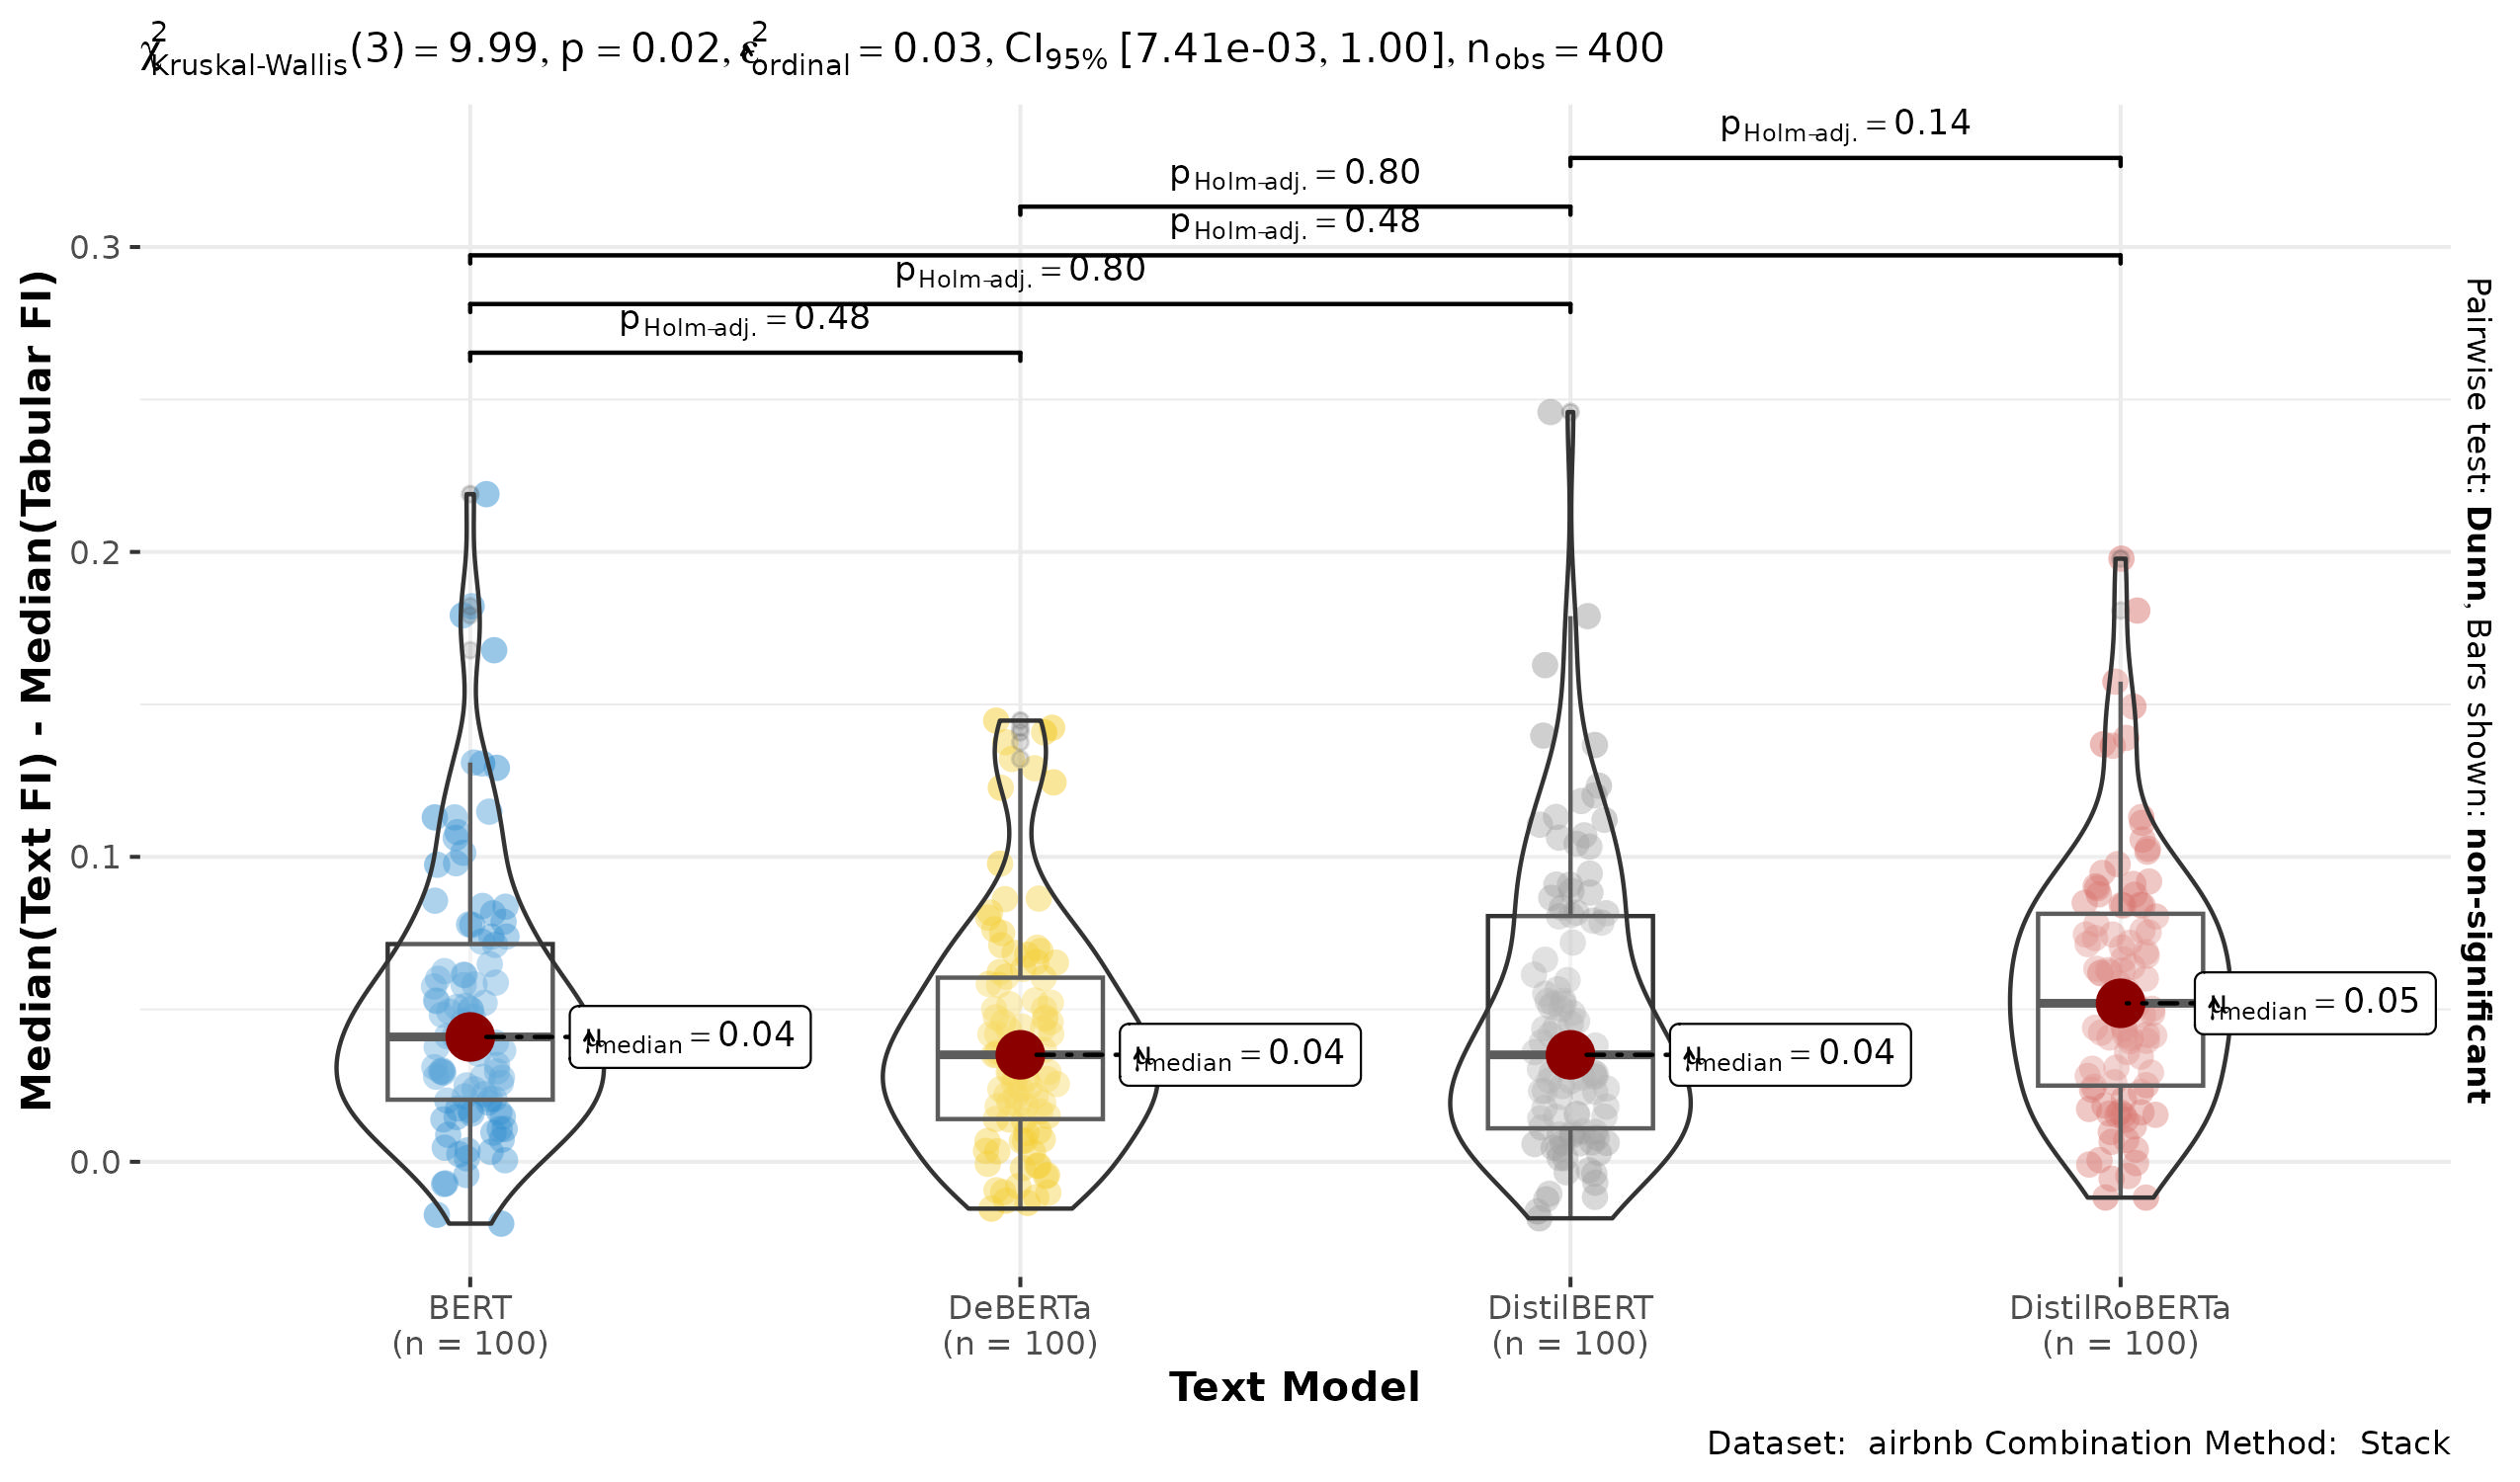 χ²Kruskal-Wallis(3) = 9.99, p = 0.02, ε²ordinal = 0.03, CI95% [7.41e-03, 1.00], nobs = 400
pHolm-adj. = 0.14
pHolm-adj. = 0.80
pHolm-adj. = 0.48
pHolm-adj. = 0.80
pHolm-adj. = 0.48
Median(Text FI) - Median(Tabular FI)
0.3
0.2
0.1
0.0
μ̂median = 0.04
μ̂median = 0.04
μ̂median = 0.04
μ̂median = 0.05
Pairwise test: Dunn, Bars shown: non-significant
BERT
(n = 100)
DeBERTa
(n = 100)
DistilBERT
(n = 100)
DistilRoBERTa
(n = 100)
Text Model
Dataset:  airbnb Combination Method:  Stack